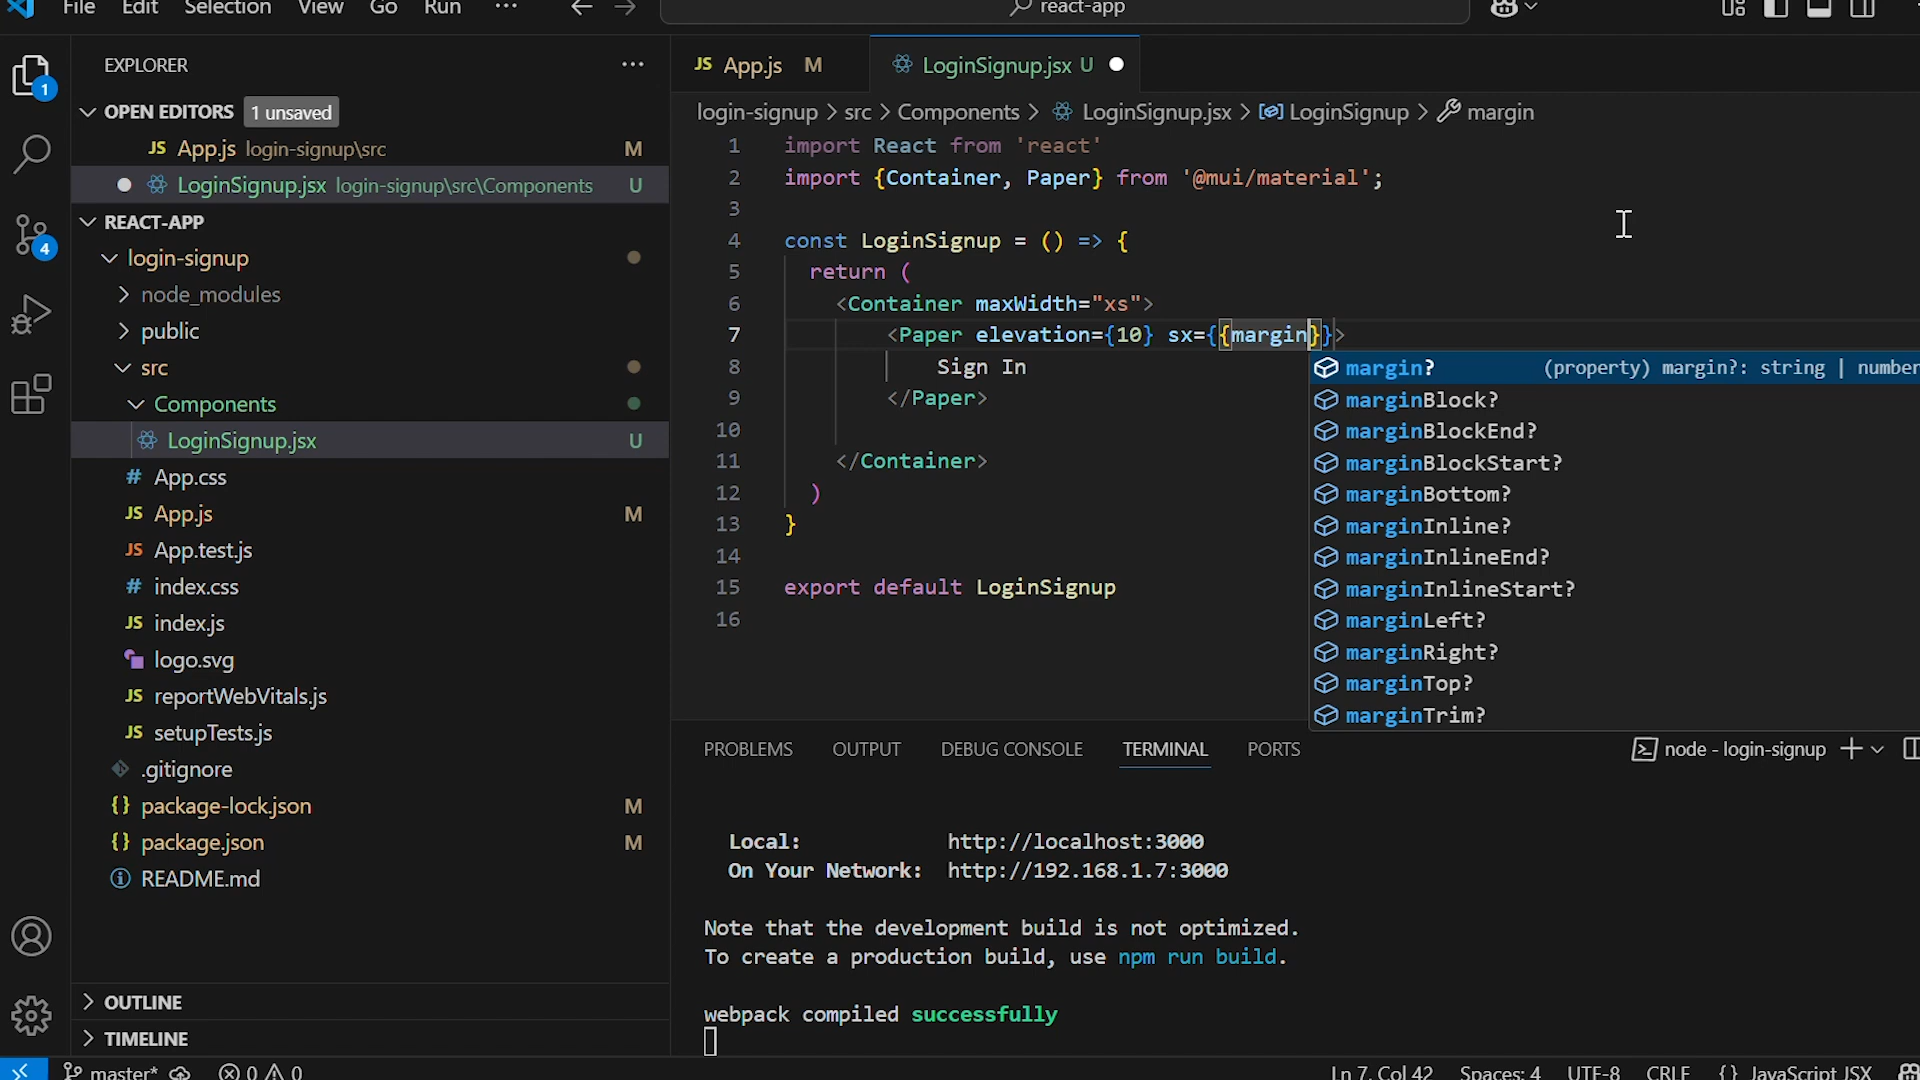 File Edit Selection View Go Run ··· ← → react-app
EXPLORER ···
OPEN EDITORS 1 unsaved
JS App.js login-signup\src M
LoginSignup.jsx login-signup\src\Components U
REACT-APP
login-signup
node_modules
public
src
Components
LoginSignup.jsx U
# App.css
JS App.js M
JS App.test.js
# index.css
JS index.js
logo.svg
JS reportWebVitals.js
JS setupTests.js
.gitignore
{} package-lock.json M
{} package.json M
README.md
OUTLINE
TIMELINE
1
4
JS App.js M
LoginSignup.jsx U
login-signup > src > Components > LoginSignup.jsx > LoginSignup > margin
1 import React from 'react'
2 import {Container, Paper} from '@mui/material';
3
4 const LoginSignup = () => {
5 return (
6 <Container maxWidth="xs">
7 <Paper elevation={10} sx={{margin}}>
8 Sign In
9 </Paper>
10
11 </Container>
12 )
13 }
14
15 export default LoginSignup
16
margin? (property) margin?: string | number
marginBlock?
marginBlockEnd?
marginBlockStart?
marginBottom?
marginInline?
marginInlineEnd?
marginInlineStart?
marginLeft?
marginRight?
marginTop?
marginTrim?
PROBLEMS OUTPUT DEBUG CONSOLE TERMINAL PORTS node - login-signup
Local: http://localhost:3000
On Your Network: http://192.168.1.7:3000
Note that the development build is not optimized.
To create a production build, use npm run build.
webpack compiled successfully
master* 0 0 Ln 7, Col 42 Spaces: 4 UTF-8 CRLF {} JavaScript JSX